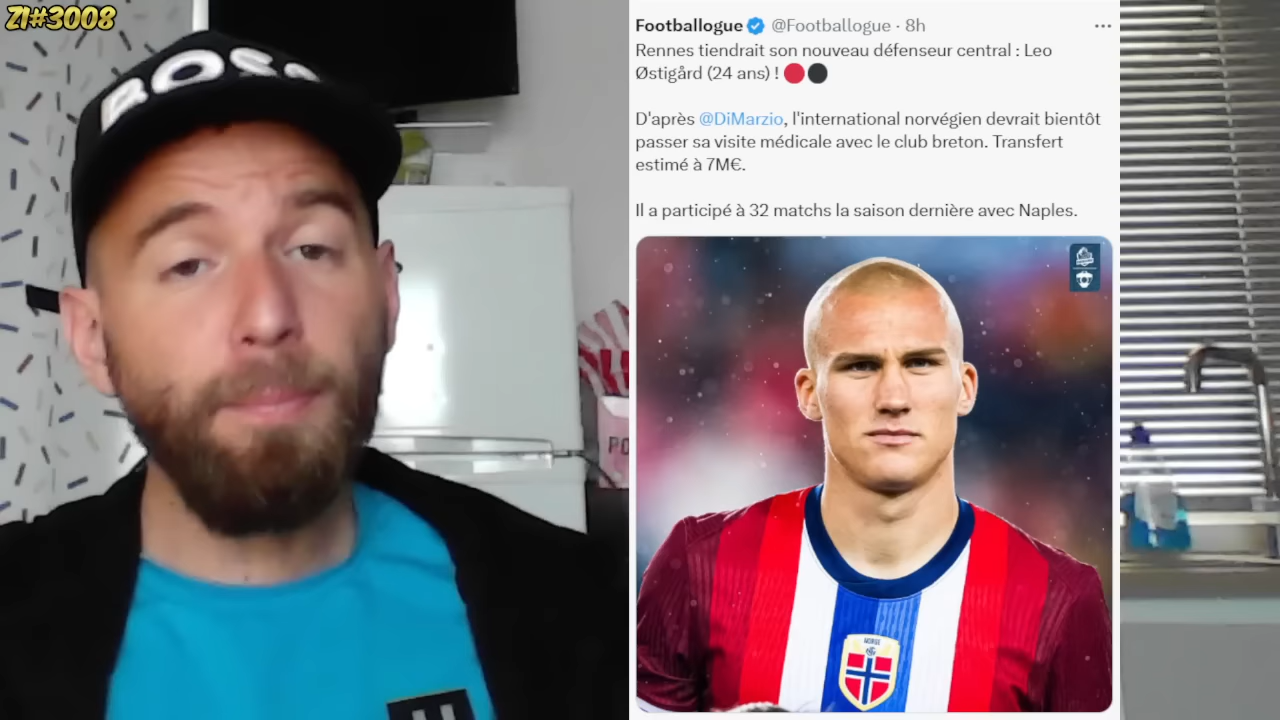 ZI#3008
BOSS
Footballogue @Footballogue · 8h
Rennes tiendrait son nouveau défenseur central : Leo
Østigård (24 ans) ! 🔴⚫
D'après @DiMarzio, l'international norvégien devrait bientôt
passer sa visite médicale avec le club breton. Transfert
estimé à 7M€.
Il a participé à 32 matchs la saison dernière avec Naples.
NORGE